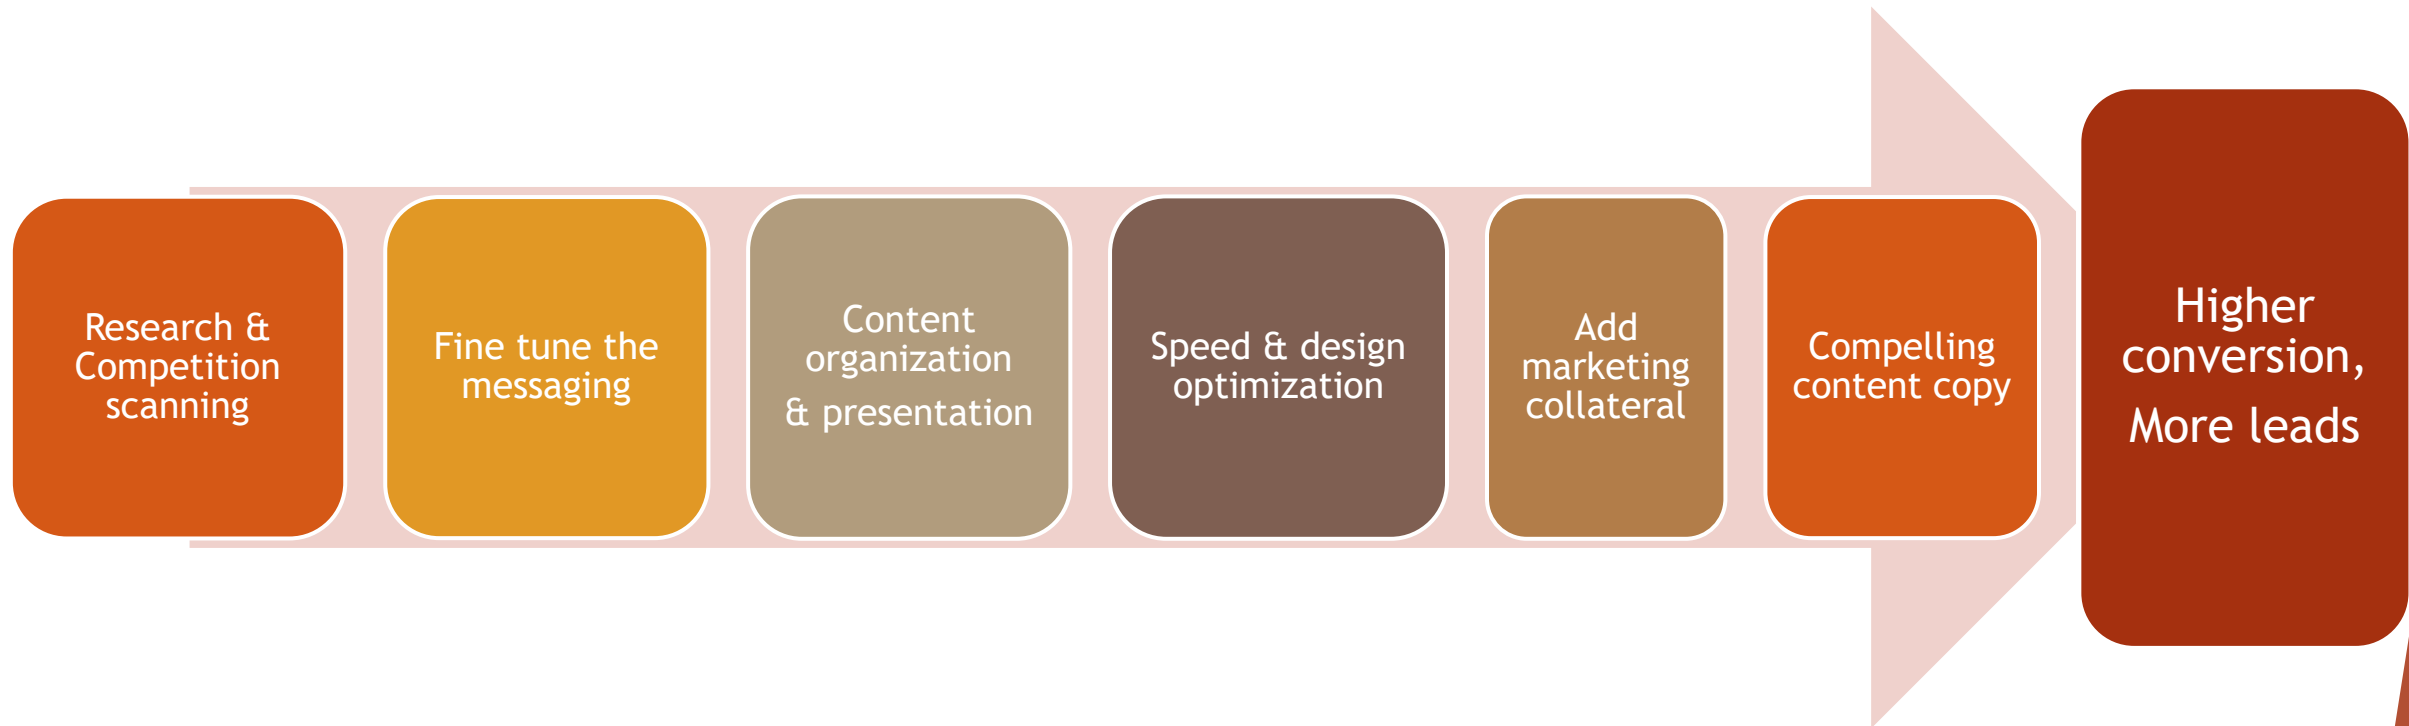 Research &
Competition
scanning
Fine tune the
messaging
Content
organization
& presentation
Speed & design
optimization
Add
marketing
collateral
Compelling
content copy
Higher
conversion,
More leads